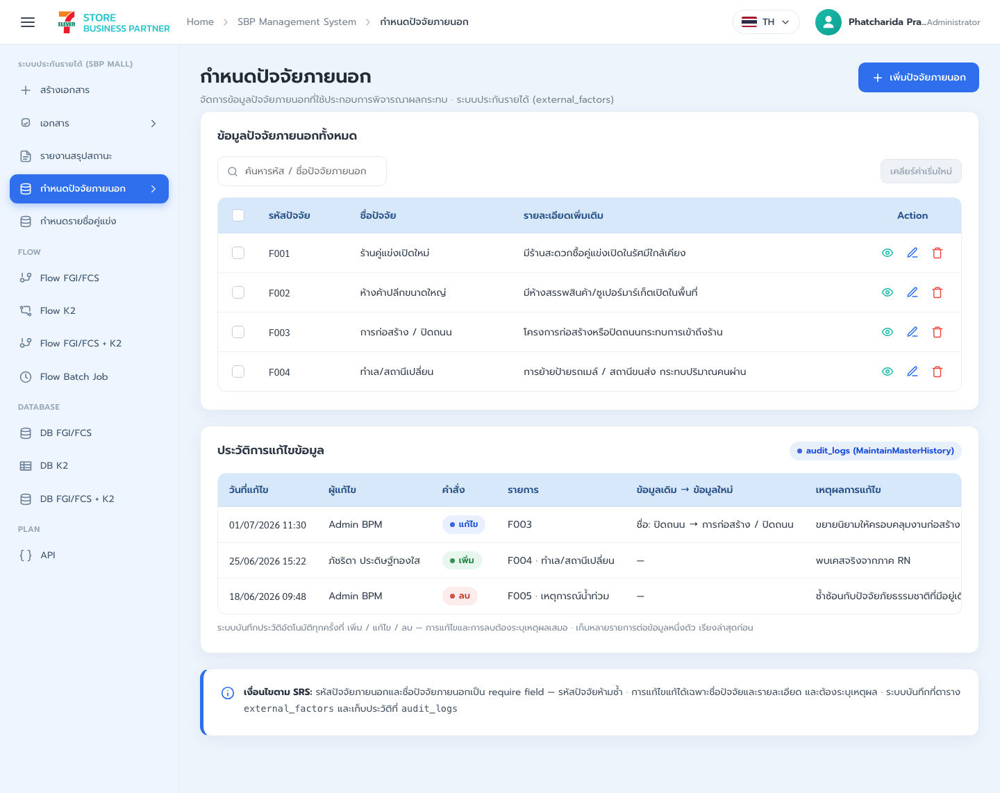 7 ELEVEN STORE
BUSINESS PARTNER
Home > SBP Management System > กำหนดปัจจัยภายนอก
TH
Phatcharida Pra... Administrator
ระบบประกันรายได้ (SBP MALL)
สร้างเอกสาร
เอกสาร
รายงานสรุปสถานะ
กำหนดปัจจัยภายนอก
กำหนดรายชื่อคู่แข่ง
FLOW
Flow FGI/FCS
Flow K2
Flow FGI/FCS + K2
Flow Batch Job
DATABASE
DB FGI/FCS
DB K2
DB FGI/FCS + K2
PLAN
API
กำหนดปัจจัยภายนอก
จัดการข้อมูลปัจจัยภายนอกที่ใช้ประกอบการพิจารณาผลกระทบ · ระบบประกันรายได้ (external_factors)
เพิ่มปัจจัยภายนอก
ข้อมูลปัจจัยภายนอกทั้งหมด
ค้นหารหัส / ชื่อปัจจัยภายนอก
เคลียร์ค่าเริ่มใหม่
รหัสปัจจัย ชื่อปัจจัย รายละเอียดเพิ่มเติม Action
F001 ร้านคู่แข่งเปิดใหม่ มีร้านสะดวกซื้อคู่แข่งเปิดในรัศมีใกล้เคียง
F002 ห้างค้าปลีกขนาดใหญ่ มีห้างสรรพสินค้า/ซูเปอร์มาร์เก็ตเปิดในพื้นที่
F003 การก่อสร้าง / ปิดถนน โครงการก่อสร้างหรือปิดถนนกระทบการเข้าถึงร้าน
F004 ทำเล/สถานีเปลี่ยน การย้ายป้ายรถเมล์ / สถานีขนส่ง กระทบปริมาณคนผ่าน
ประวัติการแก้ไขข้อมูล
audit_logs (MaintainMasterHistory)
วันที่แก้ไข ผู้แก้ไข คำสั่ง รายการ ข้อมูลเดิม → ข้อมูลใหม่ เหตุผลการแก้ไข
01/07/2026 11:30 Admin BPM แก้ไข F003 ชื่อ: ปิดถนน → การก่อสร้าง / ปิดถนน ขยายนิยามให้ครอบคลุมงานก่อสร้าง
25/06/2026 15:22 ภัชริดา ประดิษฐ์ทองใส เพิ่ม F004 · ทำเล/สถานีเปลี่ยน — พบเคสจริงจากภาค RN
18/06/2026 09:48 Admin BPM ลบ F005 · เหตุการณ์น้ำท่วม — ซ้ำซ้อนกับปัจจัยภัยธรรมชาติที่มีอยู่เดิ
ระบบบันทึกประวัติอัตโนมัติทุกครั้งที่ เพิ่ม / แก้ไข / ลบ — การแก้ไขและการลบต้องระบุเหตุผลเสมอ · เก็บหลายรายการต่อข้อมูลหนึ่งตัว เรียงล่าสุดก่อน
เงื่อนไขตาม SRS: รหัสปัจจัยภายนอกและชื่อปัจจัยภายนอกเป็น require field — รหัสปัจจัยห้ามซ้ำ · การแก้ไขแก้ได้เฉพาะชื่อปัจจัยและรายละเอียด และต้องระบุเหตุผล · ระบบบันทึกที่ตาราง
external_factors และเก็บประวัติที่ audit_logs